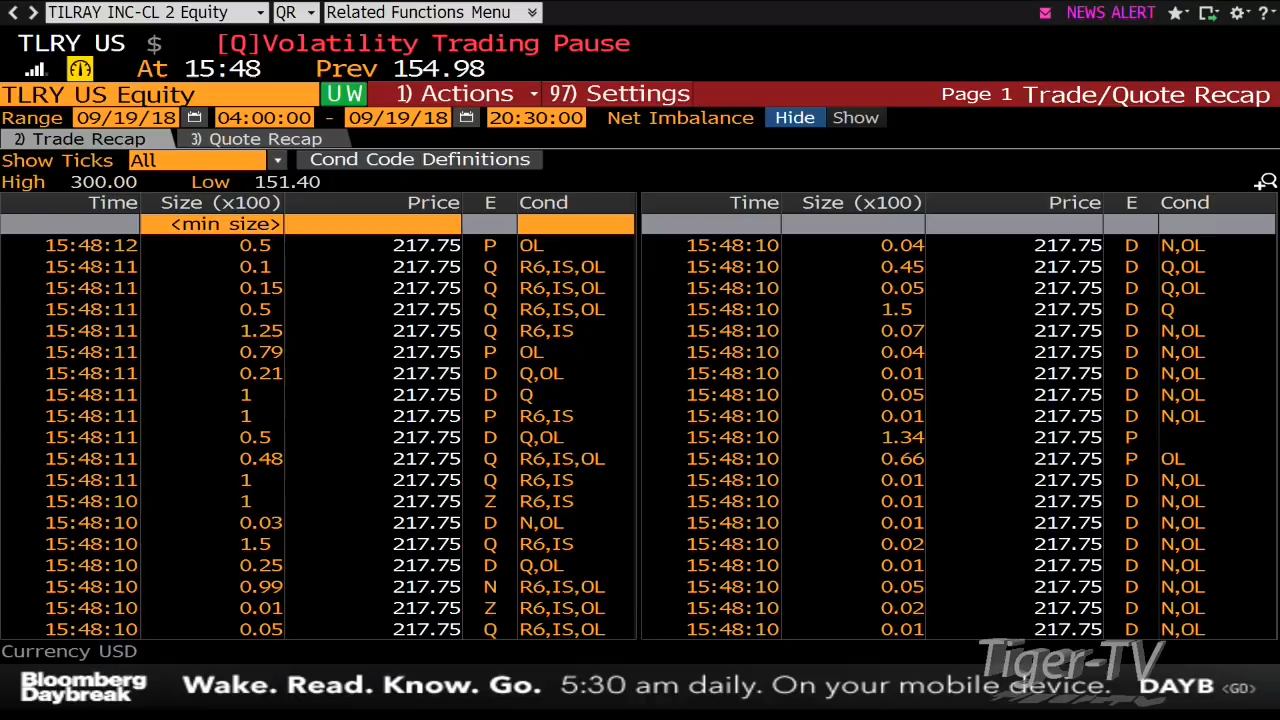 TILRAY INC-CL 2 Equity QR Related Functions Menu NEWS ALERT ?
TLRY US $ [Q]Volatility Trading Pause
At 15:48 Prev 154.98
TLRY US Equity UW 1) Actions 97) Settings Page 1 Trade/Quote Recap
Range 09/19/18 04:00:00 - 09/19/18 20:30:00 Net Imbalance Hide Show
2) Trade Recap 3) Quote Recap
Show Ticks All Cond Code Definitions
High 300.00 Low 151.40
Time Size (x100) Price E Cond Time Size (x100) Price E Cond
<min size>
15:48:12 0.5 217.75 P OL 15:48:10 0.04 217.75 D N,OL
15:48:11 0.1 217.75 Q R6,IS,OL 15:48:10 0.45 217.75 D Q,OL
15:48:11 0.15 217.75 Q R6,IS,OL 15:48:10 0.05 217.75 D Q,OL
15:48:11 0.5 217.75 Q R6,IS,OL 15:48:10 1.5 217.75 D Q
15:48:11 1.25 217.75 Q R6,IS 15:48:10 0.07 217.75 D N,OL
15:48:11 0.79 217.75 P OL 15:48:10 0.04 217.75 D N,OL
15:48:11 0.21 217.75 D Q,OL 15:48:10 0.01 217.75 D N,OL
15:48:11 1 217.75 D Q 15:48:10 0.05 217.75 D N,OL
15:48:11 1 217.75 P R6,IS 15:48:10 0.01 217.75 D N,OL
15:48:11 0.5 217.75 D Q,OL 15:48:10 1.34 217.75 P
15:48:11 0.48 217.75 Q R6,IS,OL 15:48:10 0.66 217.75 P OL
15:48:11 1 217.75 Q R6,IS 15:48:10 0.01 217.75 D N,OL
15:48:10 1 217.75 Z R6,IS 15:48:10 0.01 217.75 D N,OL
15:48:10 0.03 217.75 D N,OL 15:48:10 0.01 217.75 D N,OL
15:48:10 1.5 217.75 Q R6,IS 15:48:10 0.02 217.75 D N,OL
15:48:10 0.25 217.75 D Q,OL 15:48:10 0.01 217.75 D N,OL
15:48:10 0.99 217.75 N R6,IS,OL 15:48:10 0.05 217.75 D N,OL
15:48:10 0.01 217.75 Z R6,IS,OL 15:48:10 0.02 217.75 D N,OL
15:48:10 0.05 217.75 Q R6,IS,OL 15:48:10 0.01 217.75 D N,OL
Currency USD
Tiger-TV
Bloomberg Daybreak Wake. Read. Know. Go. 5:30 am daily. On your mobile device. DAYB <GO>